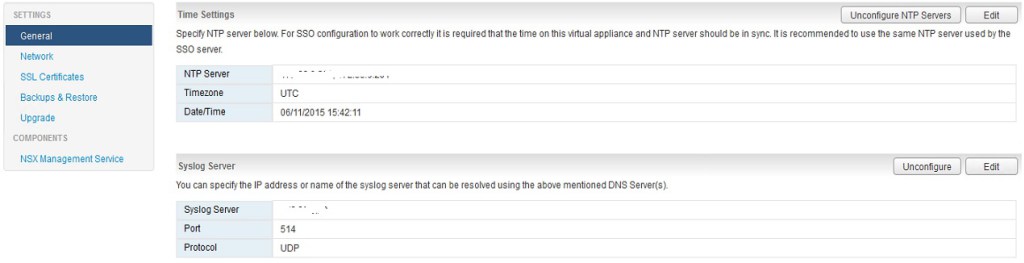 SETTINGS
General
Network
SSL Certificates
Backups & Restore
Upgrade
COMPONENTS
NSX Management Service
Time Settings
Unconfigure NTP Servers
Edit
Specify NTP server below. For SSO configuration to work correctly it is required that the time on this virtual appliance and NTP server should be in sync. It is recommended to use the same NTP server used by the
SSO server.
NTP Server
Timezone UTC
Date/Time 06/11/2015 15:42:11
Syslog Server
Unconfigure
Edit
You can specify the IP address or name of the syslog server that can be resolved using the above mentioned DNS Server(s).
Syslog Server
Port 514
Protocol UDP